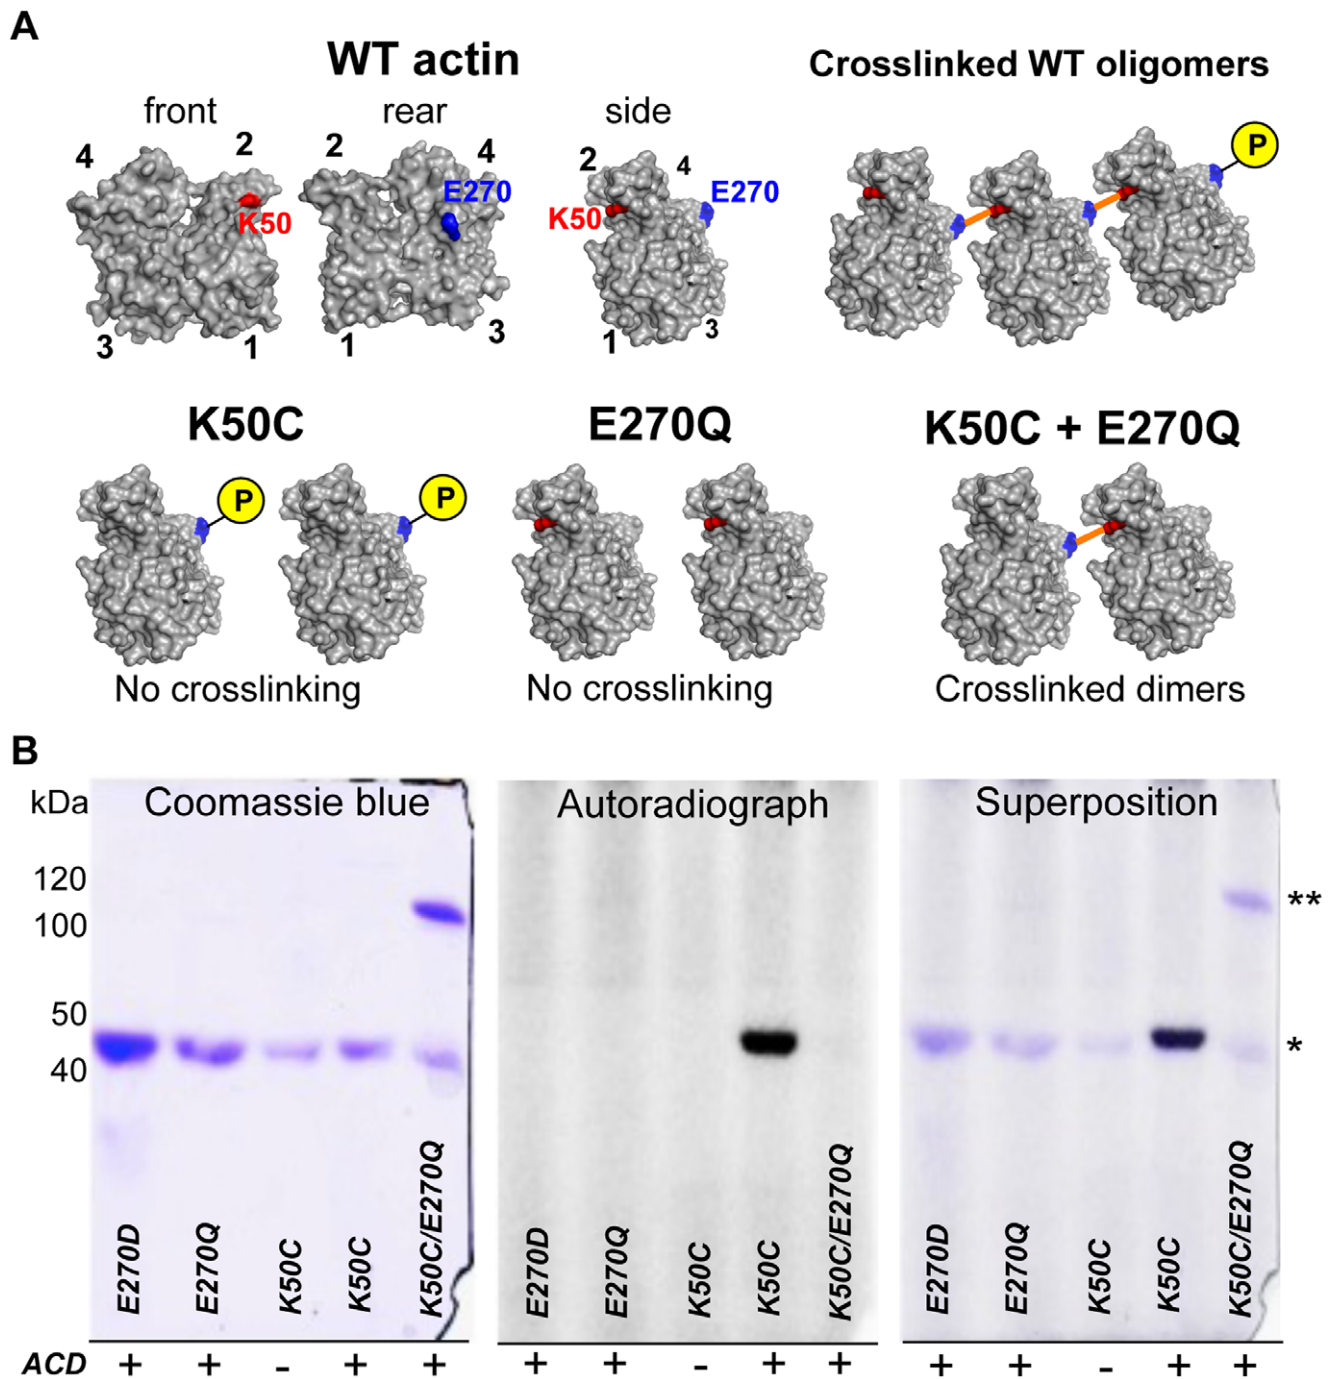 A
WT actin
Crosslinked WT oligomers
front
rear
side
4
2
K50
3
1
2
4
E270
1
3
2
4
K50
E270
1
3
P
K50C
E270Q
K50C + E270Q
P
P
No crosslinking
No crosslinking
Crosslinked dimers
B
kDa
120
100
50
40
Coomassie blue
Autoradiograph
Superposition
**
*
E270D
E270Q
K50C
K50C
K50C/E270Q
E270D
E270Q
K50C
K50C
K50C/E270Q
E270D
E270Q
K50C
K50C
K50C/E270Q
ACD + + - + + + + - + + + + - + +